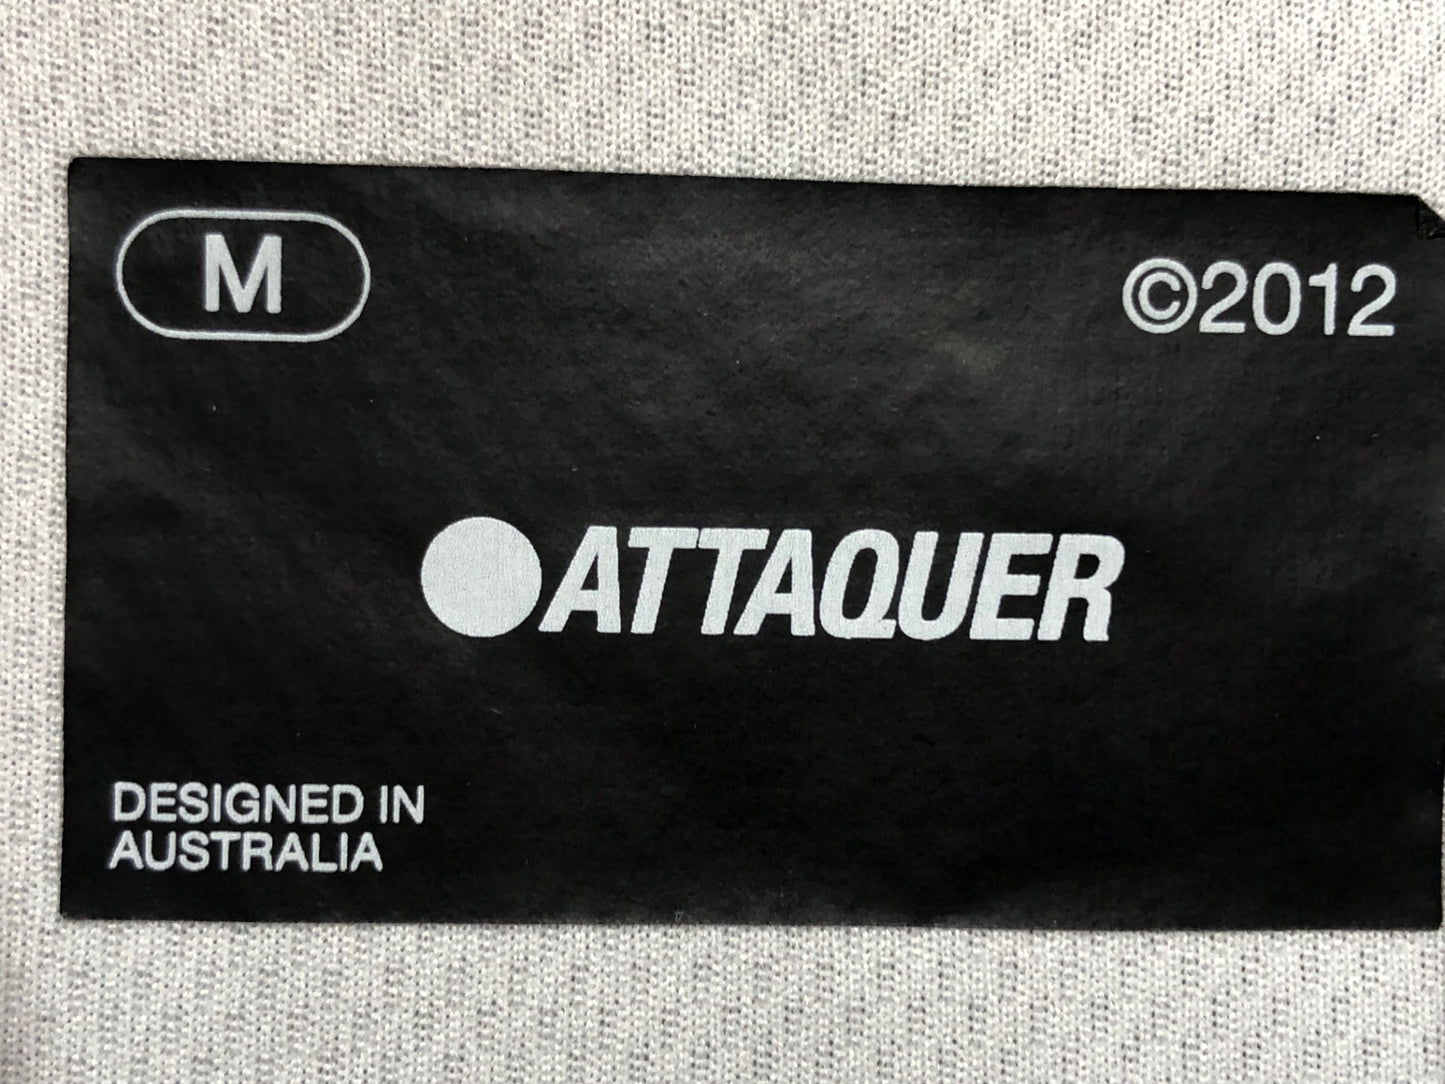 M
©2012
ATTAQUER
DESIGNED IN
AUSTRALIA